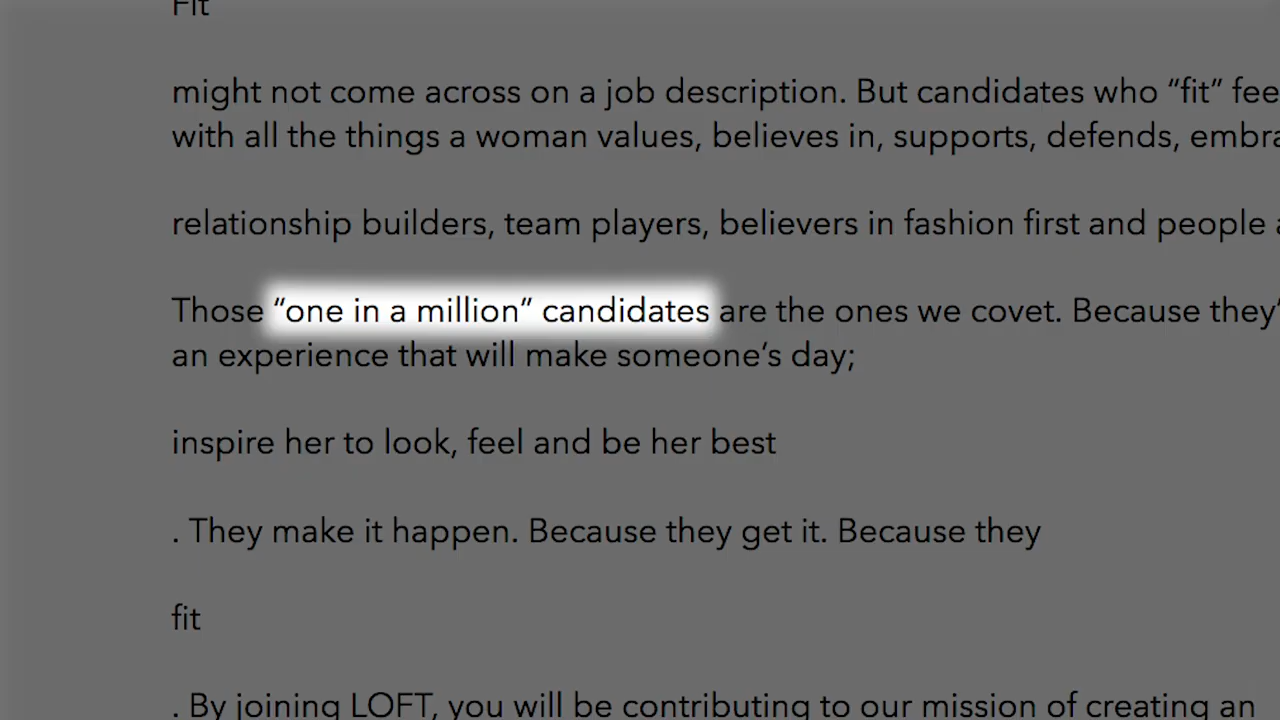 Fit
might not come across on a job description. But candidates who “fit” fee
with all the things a woman values, believes in, supports, defends, embra
relationship builders, team players, believers in fashion first and people
Those “one in a million” candidates are the ones we covet. Because they’
an experience that will make someone’s day;
inspire her to look, feel and be her best
. They make it happen. Because they get it. Because they
fit
. By joining LOFT, you will be contributing to our mission of creating an